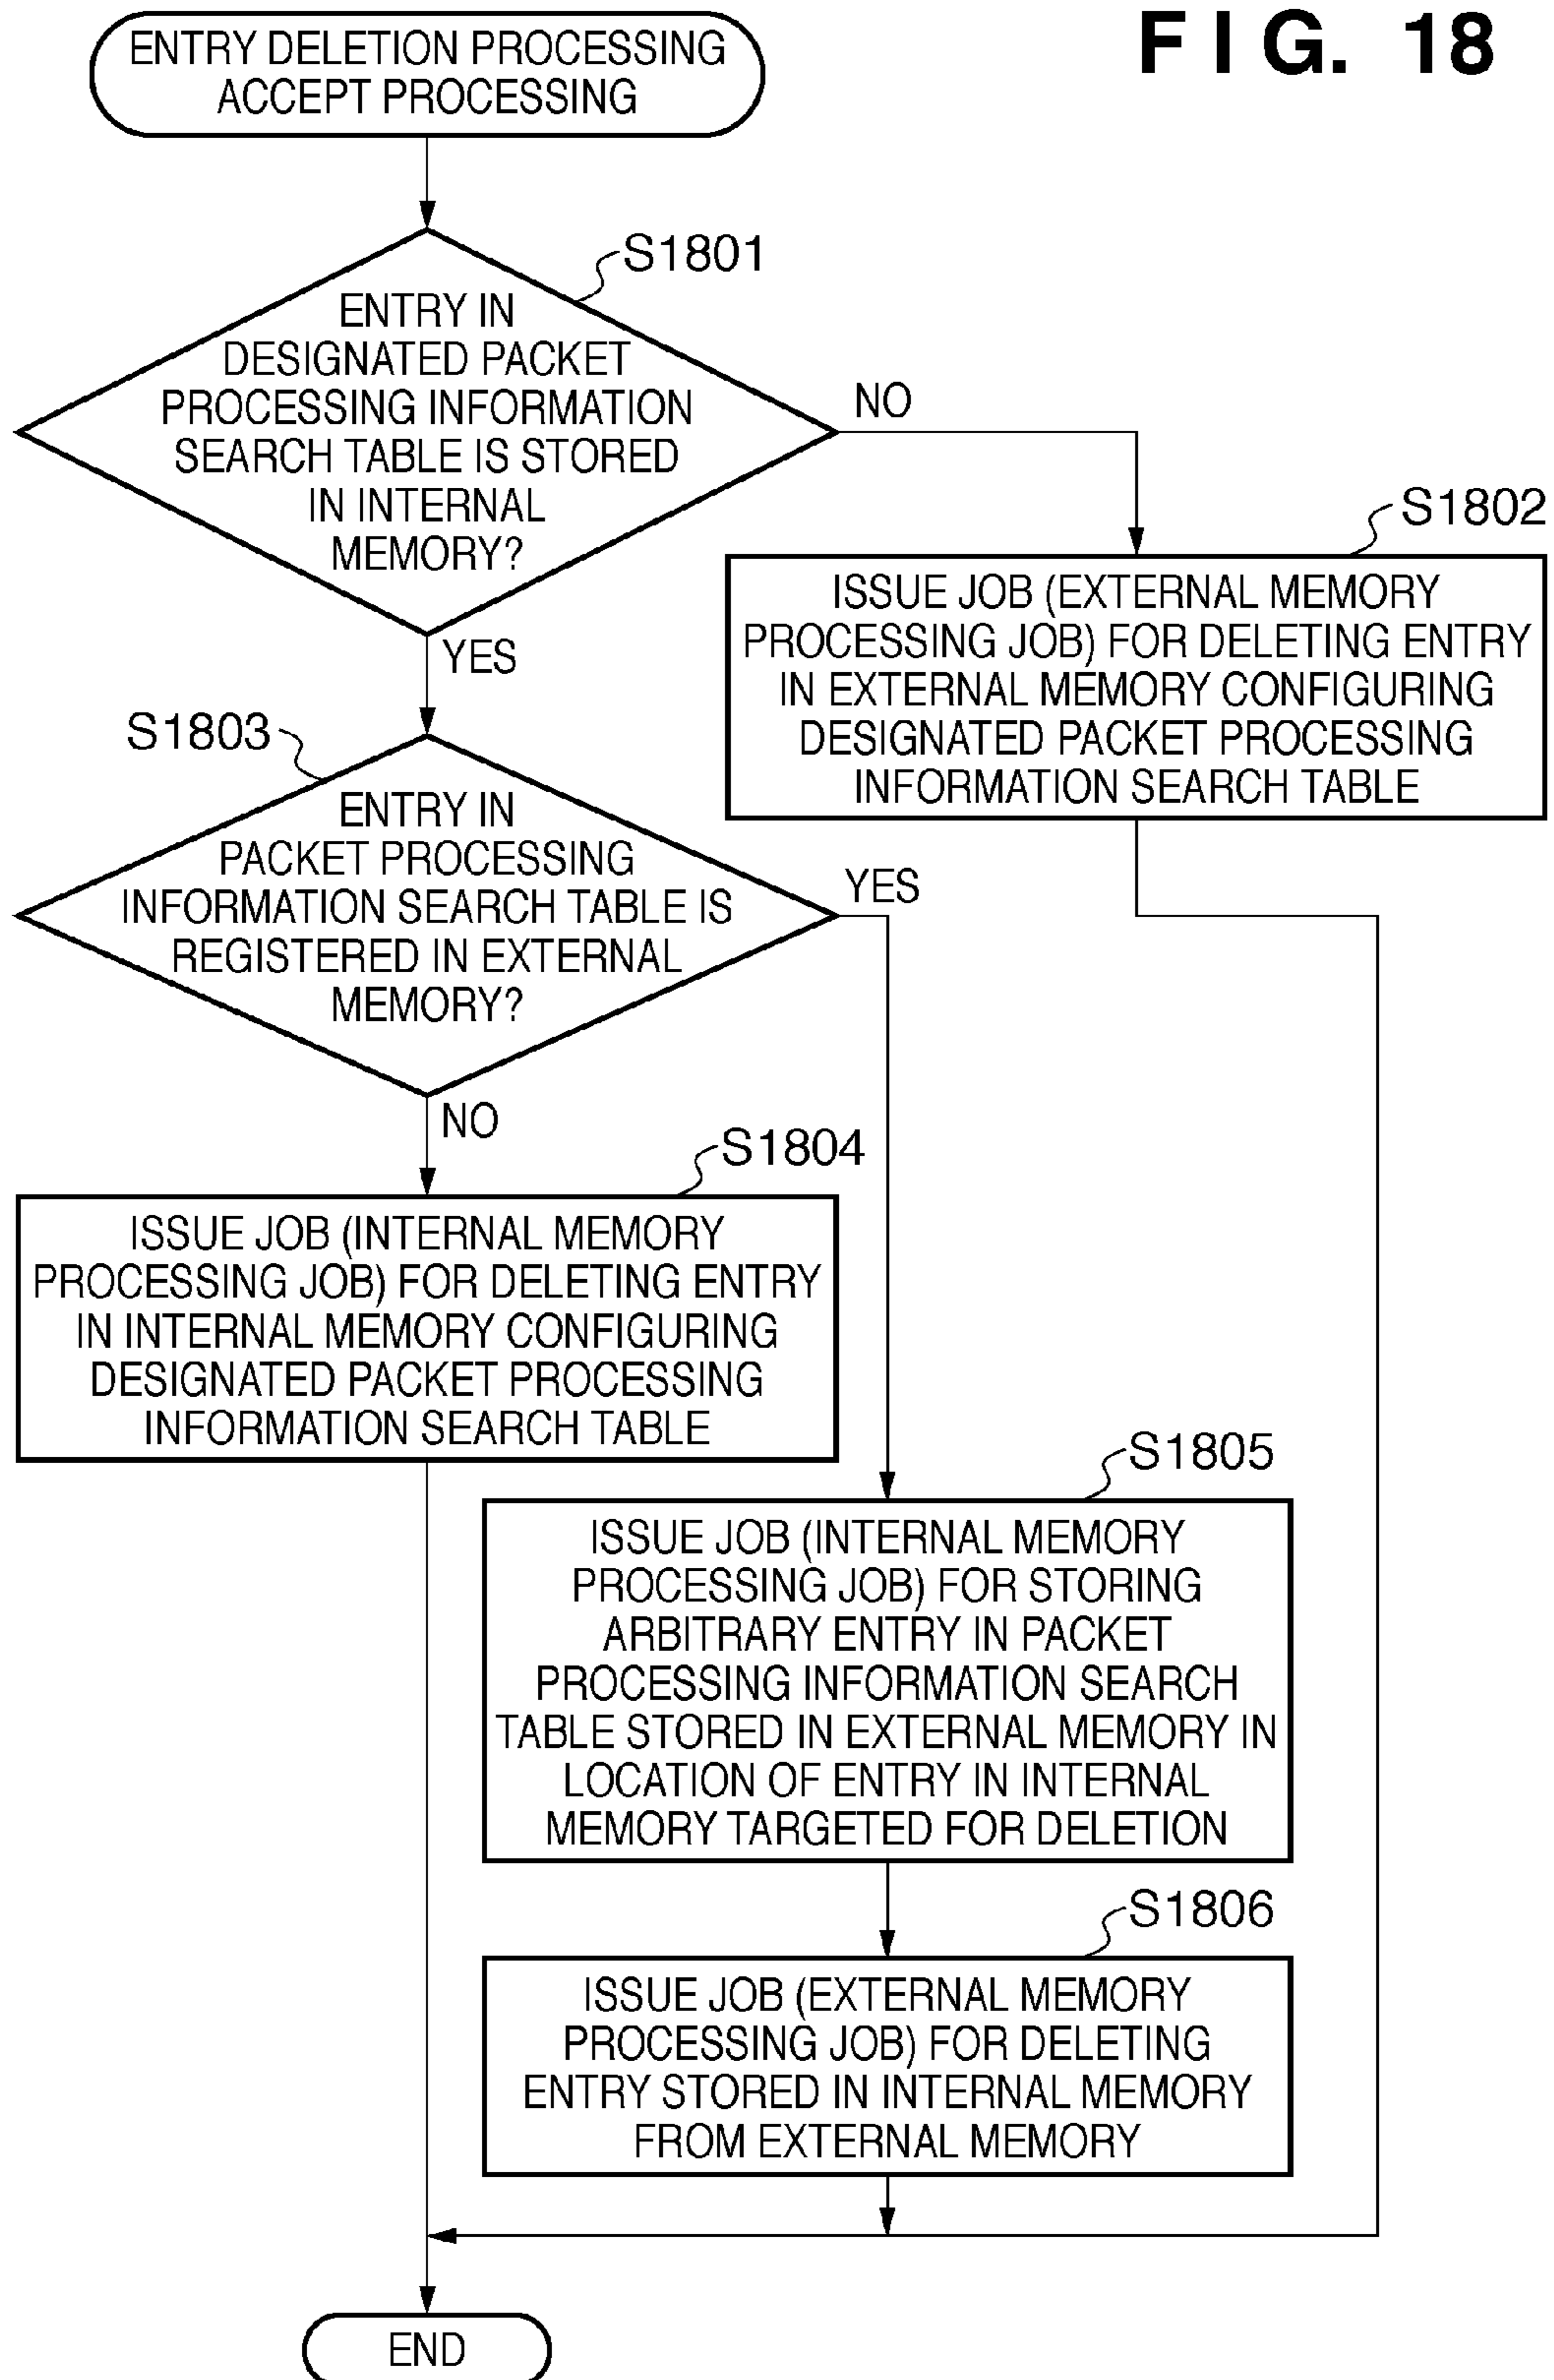 FIG. 18
ENTRY DELETION PROCESSING
ACCEPT PROCESSING
S1801
ENTRY IN
DESIGNATED PACKET
PROCESSING INFORMATION
SEARCH TABLE IS STORED
IN INTERNAL
MEMORY?
NO
YES
S1802
ISSUE JOB (EXTERNAL MEMORY
PROCESSING JOB) FOR DELETING ENTRY
IN EXTERNAL MEMORY CONFIGURING
DESIGNATED PACKET PROCESSING
INFORMATION SEARCH TABLE
S1803
ENTRY IN
PACKET PROCESSING
INFORMATION SEARCH TABLE IS
REGISTERED IN EXTERNAL
MEMORY?
YES
NO
S1804
ISSUE JOB (INTERNAL MEMORY
PROCESSING JOB) FOR DELETING ENTRY
IN INTERNAL MEMORY CONFIGURING
DESIGNATED PACKET PROCESSING
INFORMATION SEARCH TABLE
S1805
ISSUE JOB (INTERNAL MEMORY
PROCESSING JOB) FOR STORING
ARBITRARY ENTRY IN PACKET
PROCESSING INFORMATION SEARCH
TABLE STORED IN EXTERNAL MEMORY IN
LOCATION OF ENTRY IN INTERNAL
MEMORY TARGETED FOR DELETION
S1806
ISSUE JOB (EXTERNAL MEMORY
PROCESSING JOB) FOR DELETING
ENTRY STORED IN INTERNAL MEMORY
FROM EXTERNAL MEMORY
END